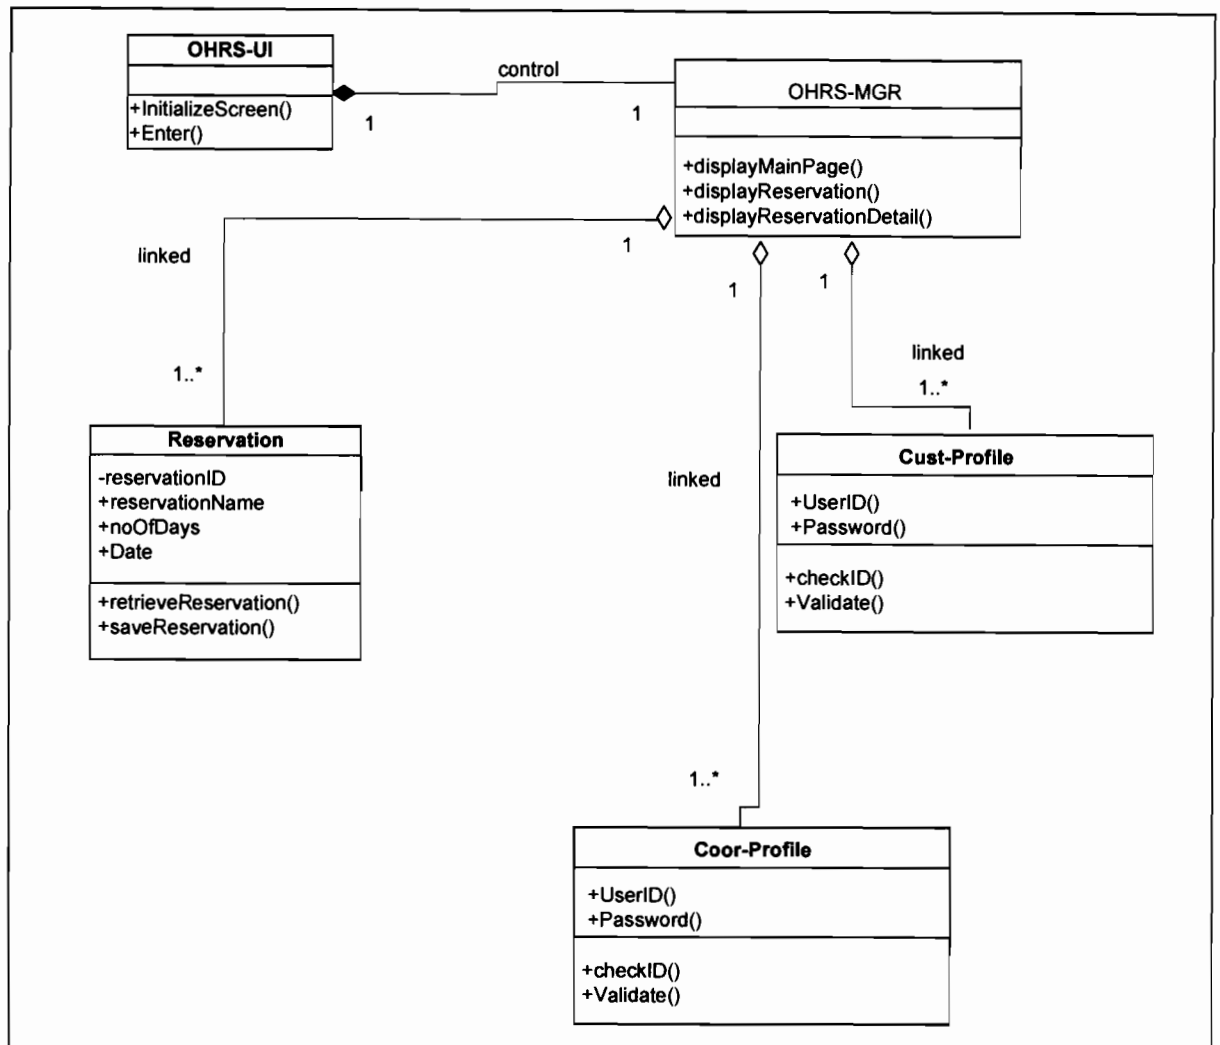 OHRS-UI
+InitializeScreen()
+Enter()
control
1
1
OHRS-MGR
+displayMainPage()
+displayReservation()
+displayReservationDetail()
linked
1
1
1
linked
1..*
1..*
Reservation
-reservationID
+reservationName
+noOfDays
+Date
+retrieveReservation()
+saveReservation()
linked
Cust-Profile
+UserID()
+Password()
+checkID()
+Validate()
1..*
Coor-Profile
+UserID()
+Password()
+checkID()
+Validate()